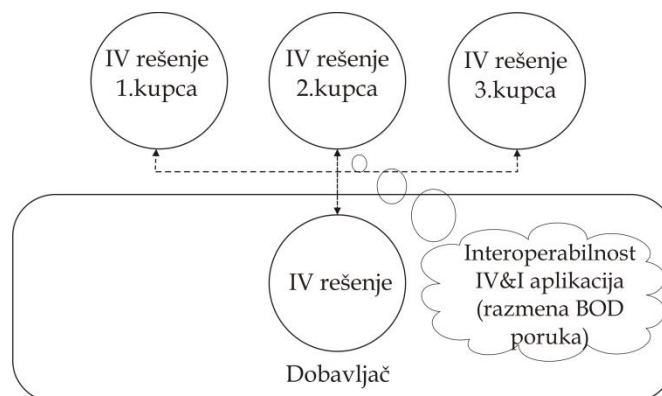 IV rešenje
1.kupca
IV rešenje
2.kupca
IV rešenje
3.kupca
IV rešenje
Interoperabilnost
IV&I aplikacija
(razmena BOD
poruka)
Dobavljač